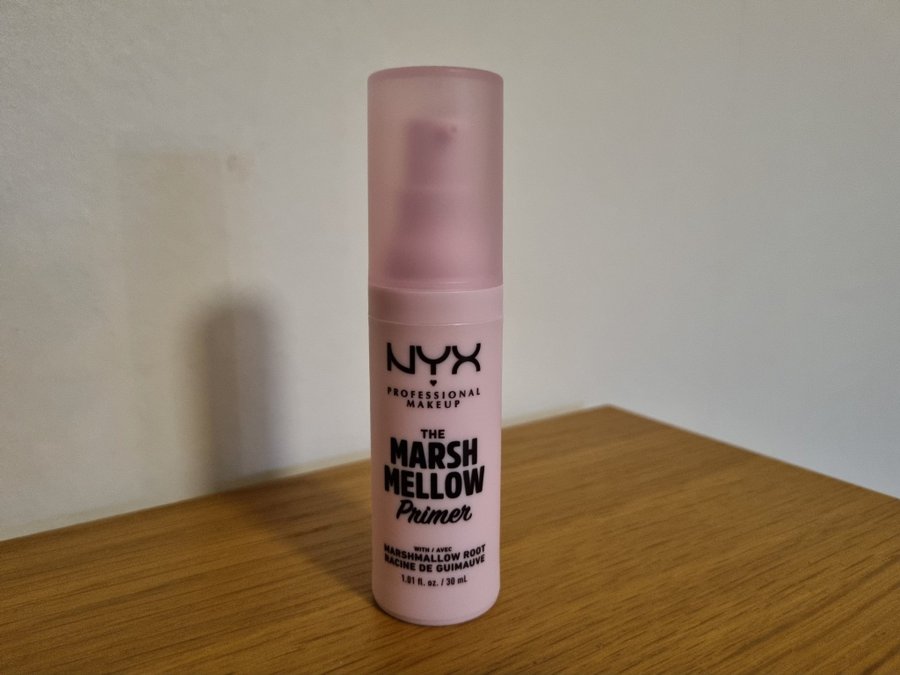 NYX
PROFESSIONAL
MAKEUP
THE
MARSH
MELLOW
Primer
WITH / AVEC
MARSHMALLOW ROOT
RACINE DE GUIMAUVE
1.01 fl. oz. / 30 mL